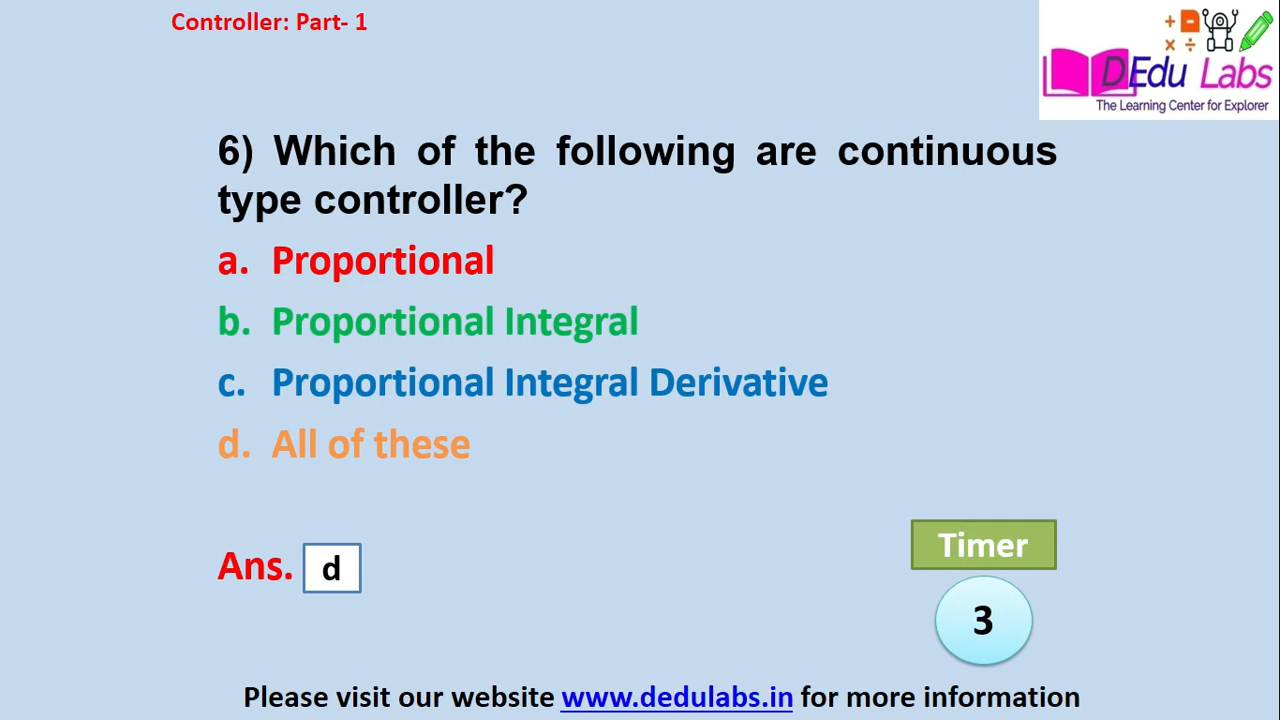 Controller: Part- 1
DEdu Labs
The Learning Center for Explorer
6) Which of the following are continuous
type controller?
a. Proportional
b. Proportional Integral
c. Proportional Integral Derivative
d. All of these
Ans. d
Timer
3
Please visit our website www.dedulabs.in for more information